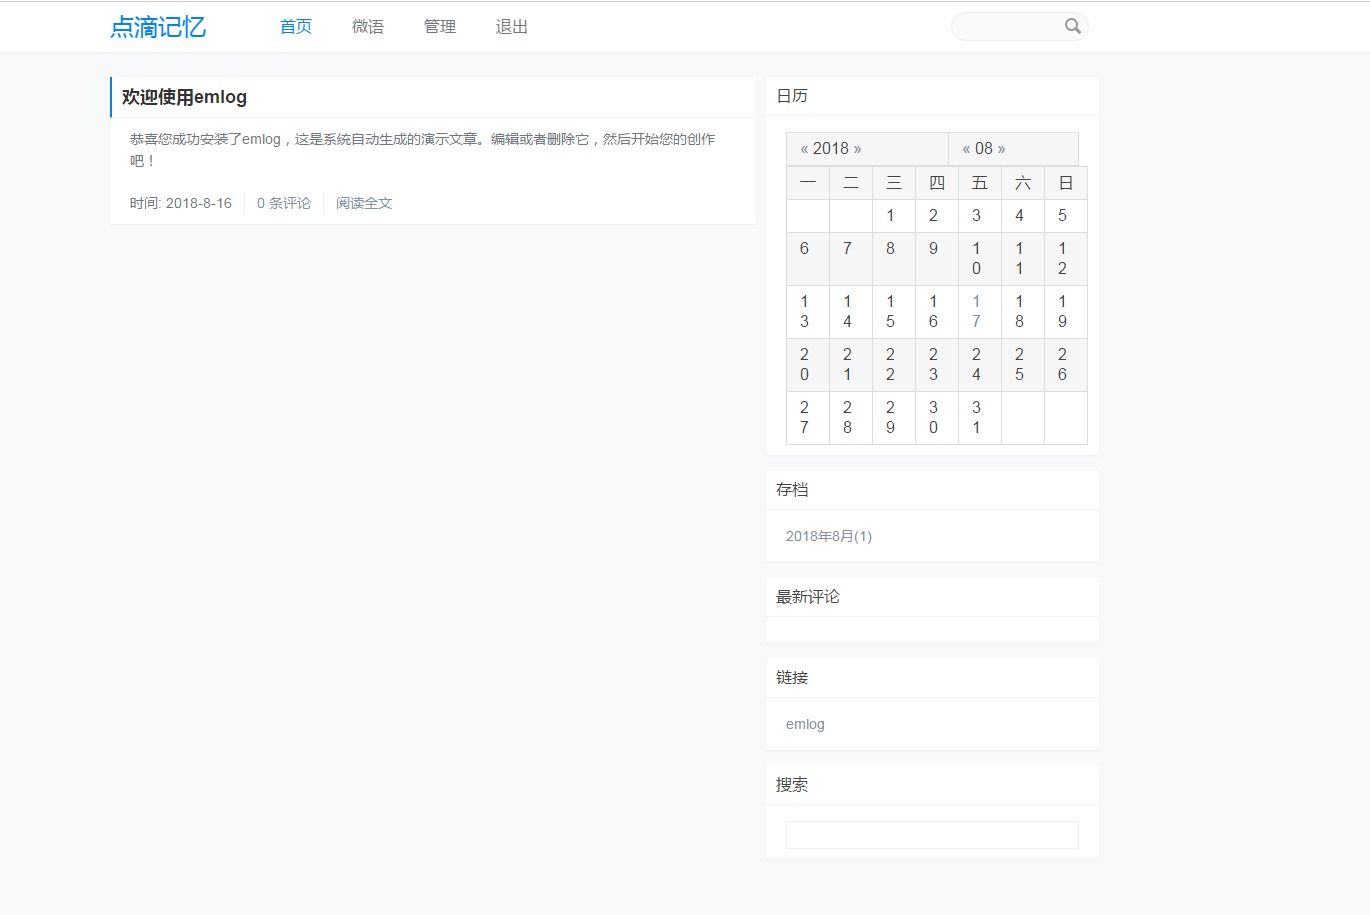 点滴记忆 首页 微语 管理 退出
欢迎使用emlog
恭喜您成功安装了emlog，这是系统自动生成的演示文章。编辑或者删除它，然后开始您的创作
吧！
时间: 2018-8-16 0 条评论 阅读全文
日历
« 2018 » « 08 »
一 二 三 四 五 六 日
1 2 3 4 5
6 7 8 9 10 11 12
13 14 15 16 17 18 19
20 21 22 23 24 25 26
27 28 29 30 31
存档
2018年8月(1)
最新评论
链接
emlog
搜索